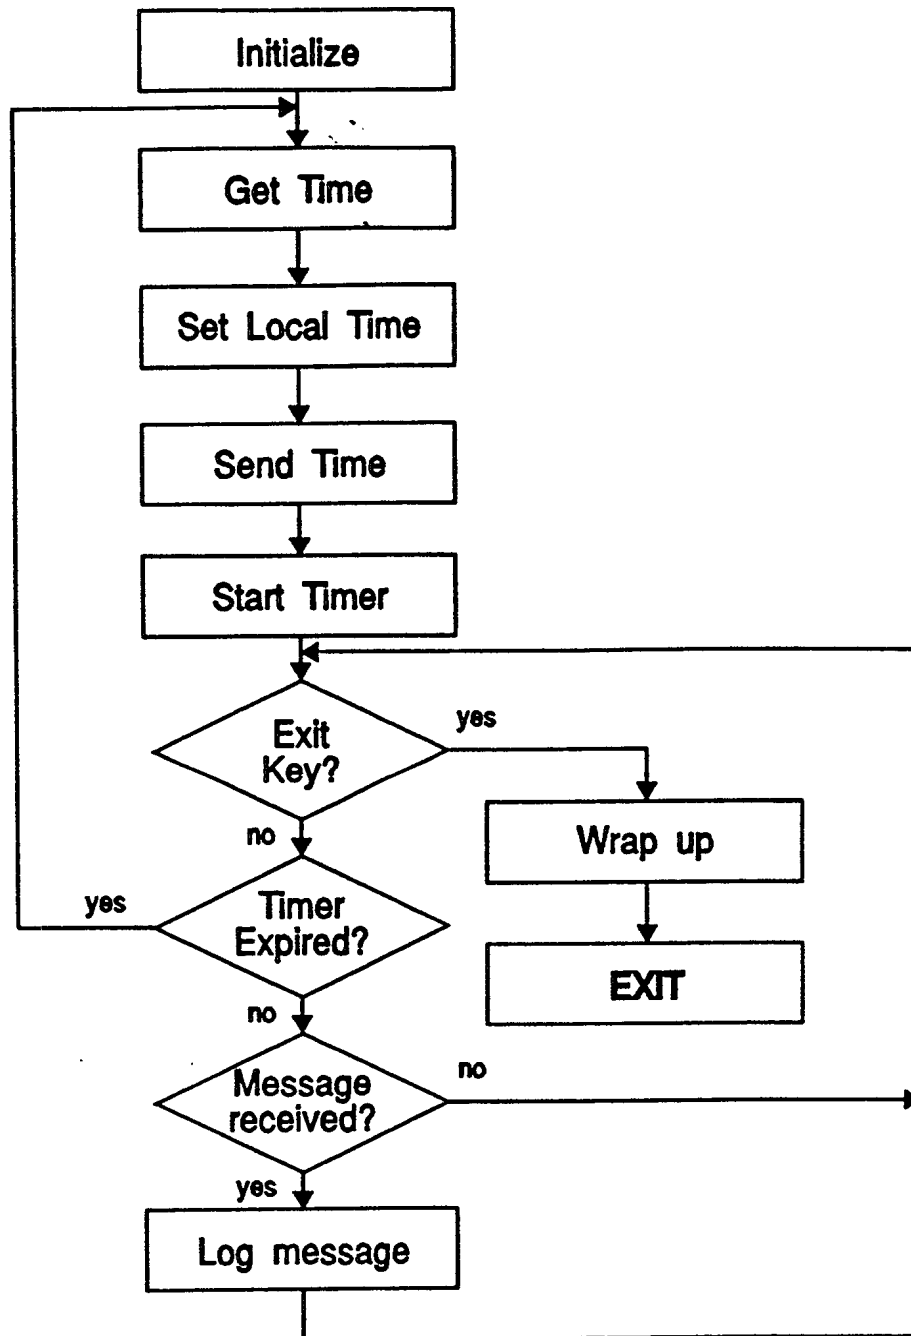 Initialize
Get Time
Set Local Time
Send Time
Start Timer
Exit
Key?
yes
no
Wrap up
Timer
Expired?
yes
no
EXIT
Message
received?
no
yes
Log message